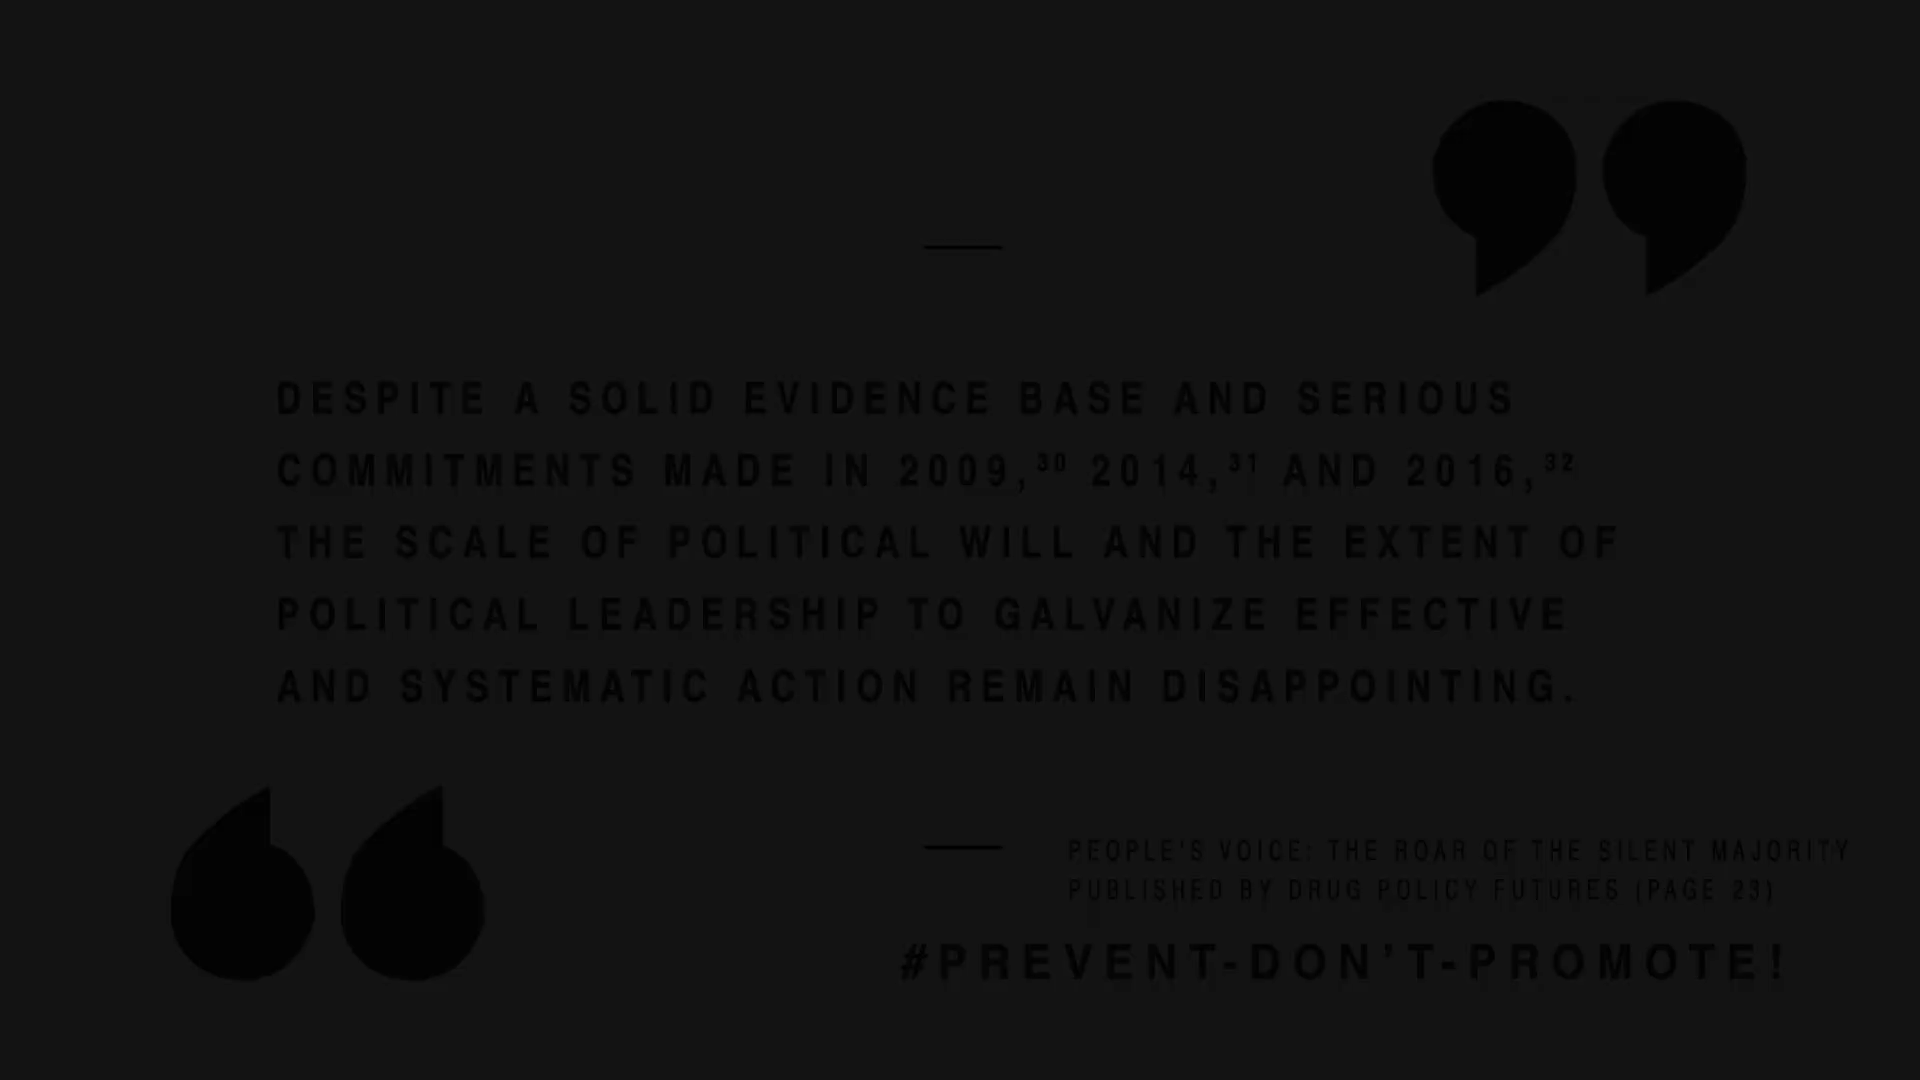 DESPITE A SOLID EVIDENCE BASE AND SERIOUS
COMMITMENTS MADE IN 2009,³⁰ 2014,³¹ AND 2016,³²
THE SCALE OF POLITICAL WILL AND THE EXTENT OF
POLITICAL LEADERSHIP TO GALVANIZE EFFECTIVE
AND SYSTEMATIC ACTION REMAIN DISAPPOINTING.
PEOPLE'S VOICE: THE ROAR OF THE SILENT MAJORITY
PUBLISHED BY DRUG POLICY FUTURES (PAGE 23)
#PREVENT-DON'T-PROMOTE!